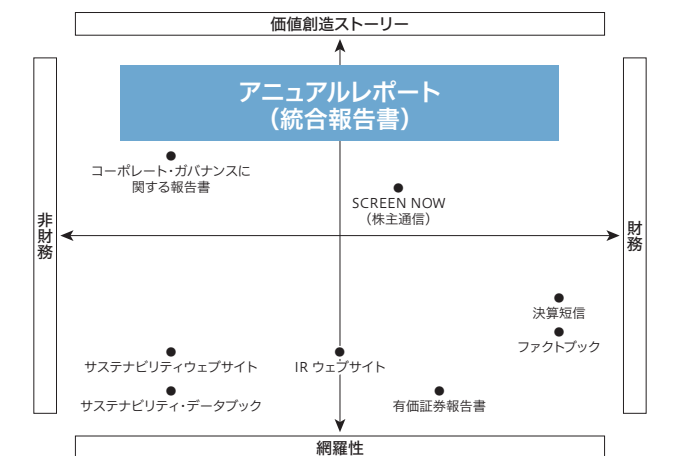 価値創造ストーリー
アニュアルレポート
（統合報告書）
コーポレート・ガバナンスに
関する報告書
SCREEN NOW
（株主通信）
非財務
財務
決算短信
ファクトブック
サステナビリティウェブサイト
IR ウェブサイト
サステナビリティ・データブック
有価証券報告書
網羅性